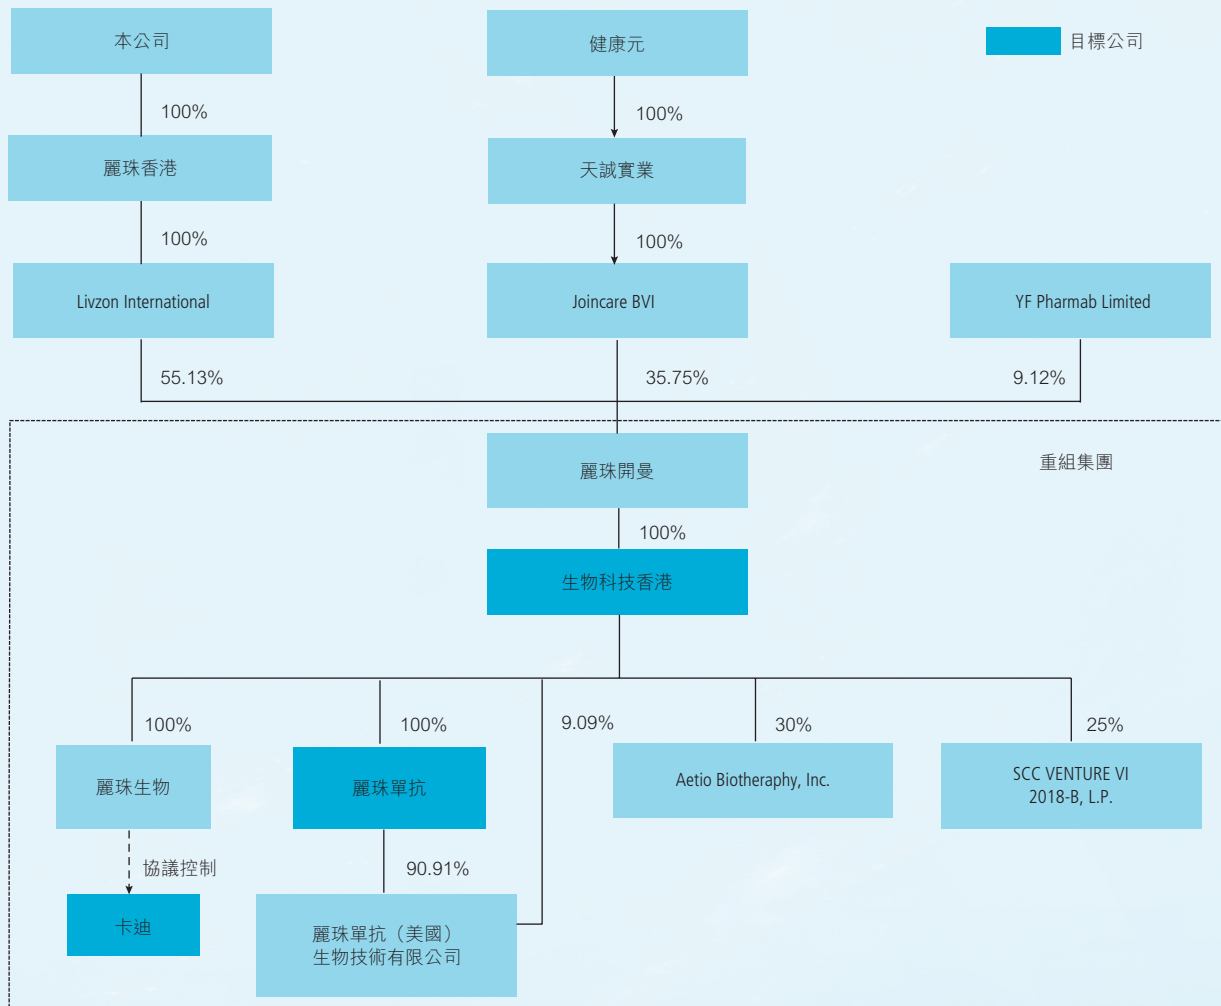 本公司
健康元
目標公司
100%
100%
麗珠香港
天誠實業
100%
100%
Livzon International
Joincare BVI
YF Pharmab Limited
55.13%
35.75%
9.12%
麗珠開曼
重組集團
100%
生物科技香港
100%
100%
9.09%
30%
25%
麗珠生物
麗珠單抗
Aetio Biotheraphy, Inc.
SCC VENTURE VI
2018-B, L.P.
協議控制
90.91%
卡迪
麗珠單抗（美國）
生物技術有限公司